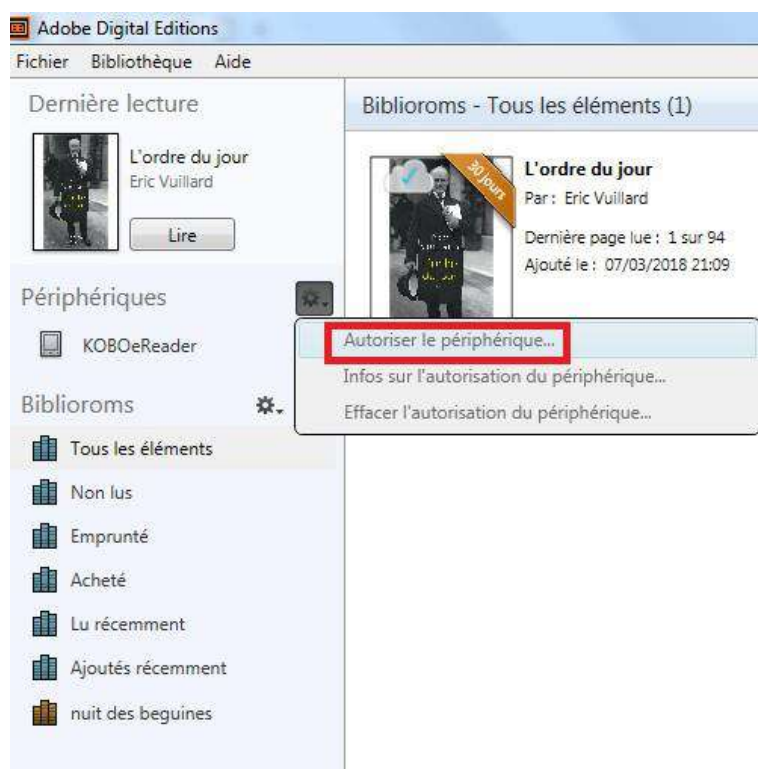 Adobe Digital Editions
Fichier Bibliothèque Aide
Dernière lecture
L'ordre du jour
Eric Vuillard
Lire
Périphériques
KOBOeReader
Biblioroms
Tous les éléments
Non lus
Emprunté
Acheté
Lu récemment
Ajoutés récemment
nuit des beguines
Biblioroms - Tous les éléments (1)
30 jours
L'ordre du jour
Par : Eric Vuillard
Dernière page lue : 1 sur 94
Ajouté le : 07/03/2018 21:09
Autoriser le périphérique...
Infos sur l'autorisation du périphérique...
Effacer l'autorisation du périphérique...